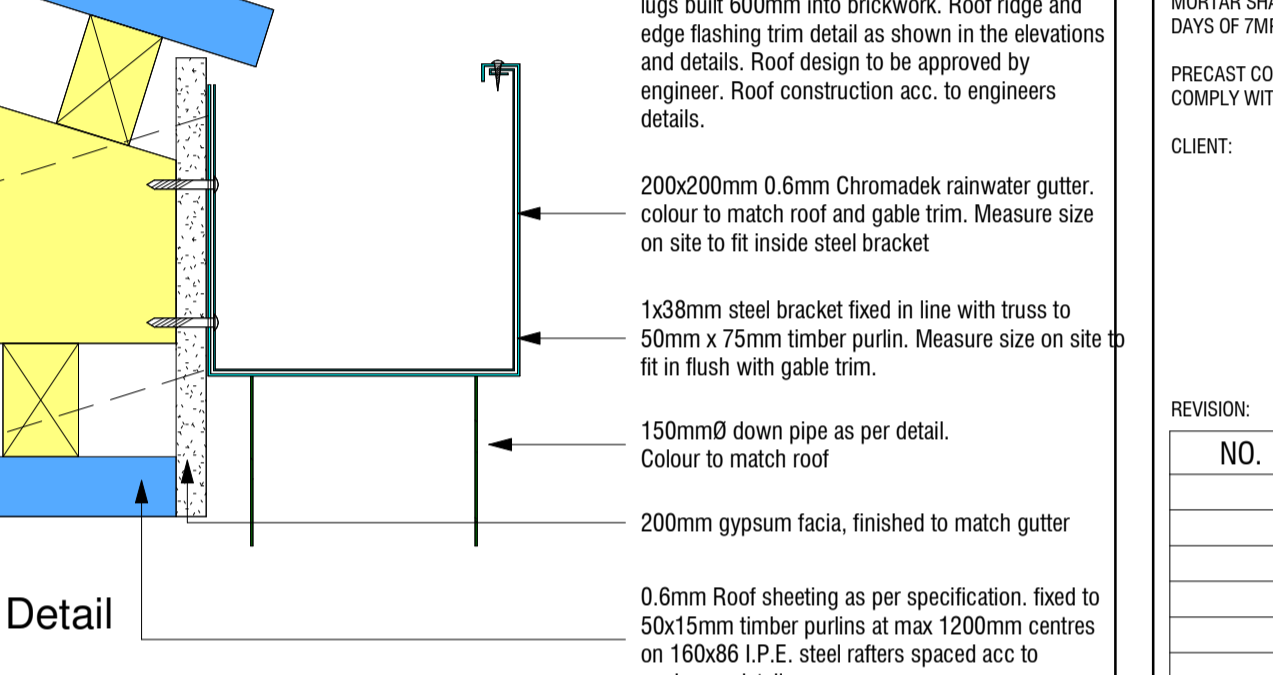 lugs built 600mm into brickwork. Roof ridge and
edge flashing trim detail as shown in the elevations
and details. Roof design to be approved by
engineer. Roof construction acc. to engineers
details.
200x200mm 0.6mm Chromadek rainwater gutter.
colour to match roof and gable trim. Measure size
on site to fit inside steel bracket
1x38mm steel bracket fixed in line with truss to
50mm x 75mm timber purlin. Measure size on site to
fit in flush with gable trim.
150mmØ down pipe as per detail.
Colour to match roof
200mm gypsum facia, finished to match gutter
0.6mm Roof sheeting as per specification. fixed to
50x15mm timber purlins at max 1200mm centres
on 160x86 I.P.E. steel rafters spaced acc to
Detail
MORTAR
DAYS OF
PRECAST
COMPLY
CLIENT:
REVISION:
NO.